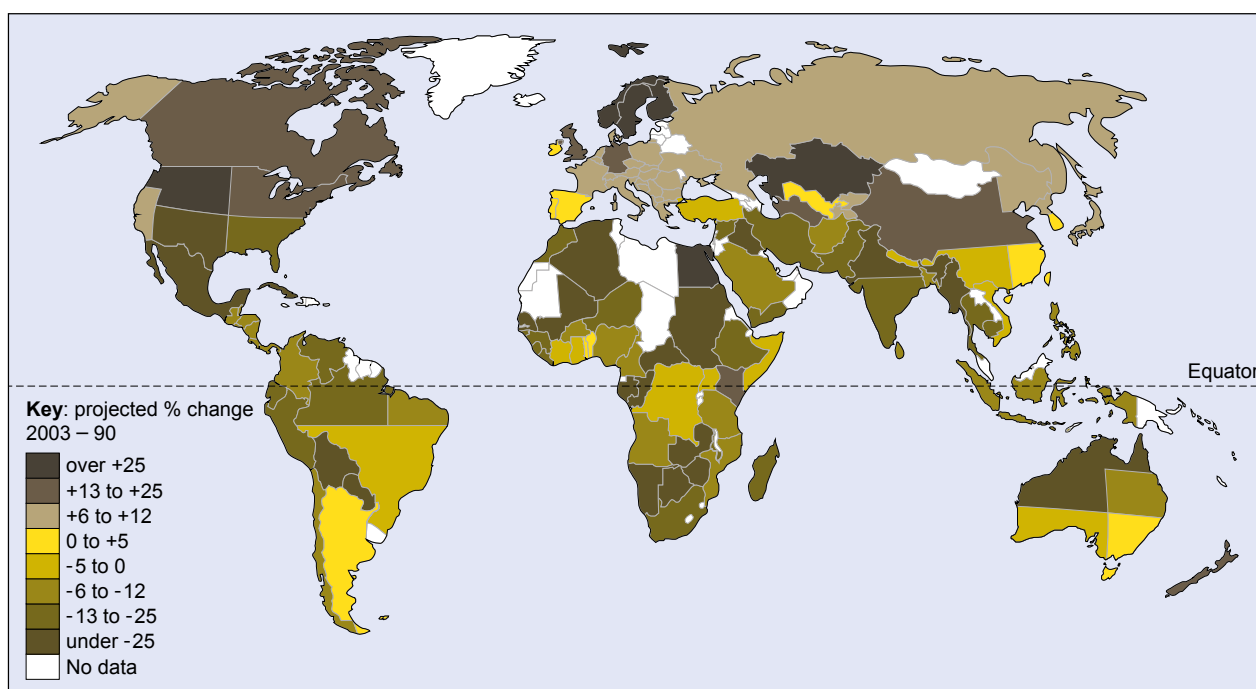 Equator
Key: projected % change
2003 – 90
over +25
+13 to +25
+6 to +12
0 to +5
-5 to 0
-6 to -12
-13 to -25
under -25
No data